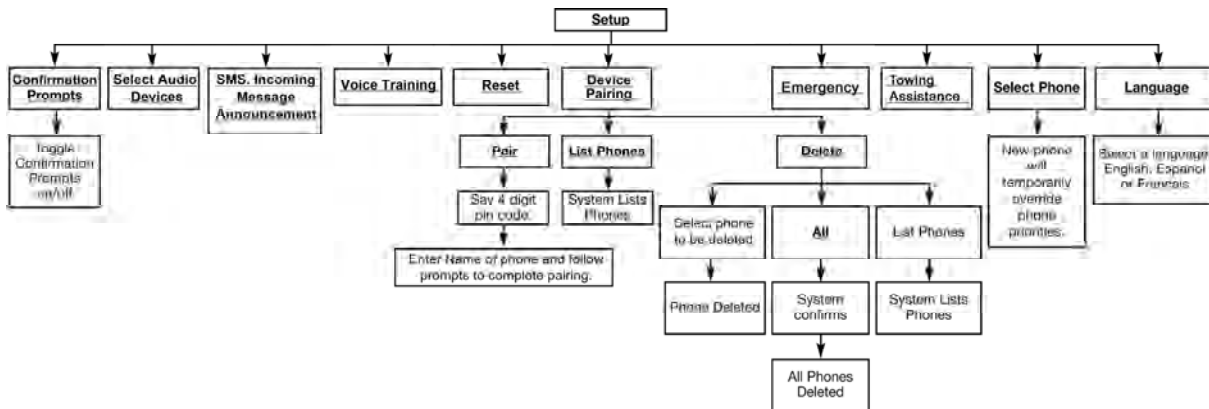 Setup
Confirmation
Prompts
Select Audio
Devices
SMS. Incoming
Message
Announcement
Voice Training
Reset
Device
Pairing
Emergency
Towing
Assistance
Select Phone
Language
Toggle
Confirmation
Prompts
on/off.
Pair
List Phones
Delete
New phone
will
temporarily
override
phone
priorities.
Select a language
English, Español
or Français
Say 4 digit
pin code.
System Lists
Phones
Enter Name of phone and follow
prompts to complete pairing.
Select phone
to be deleted
All
List Phones
Phone Deleted
System
confirms
System Lists
Phones
All Phones
Deleted